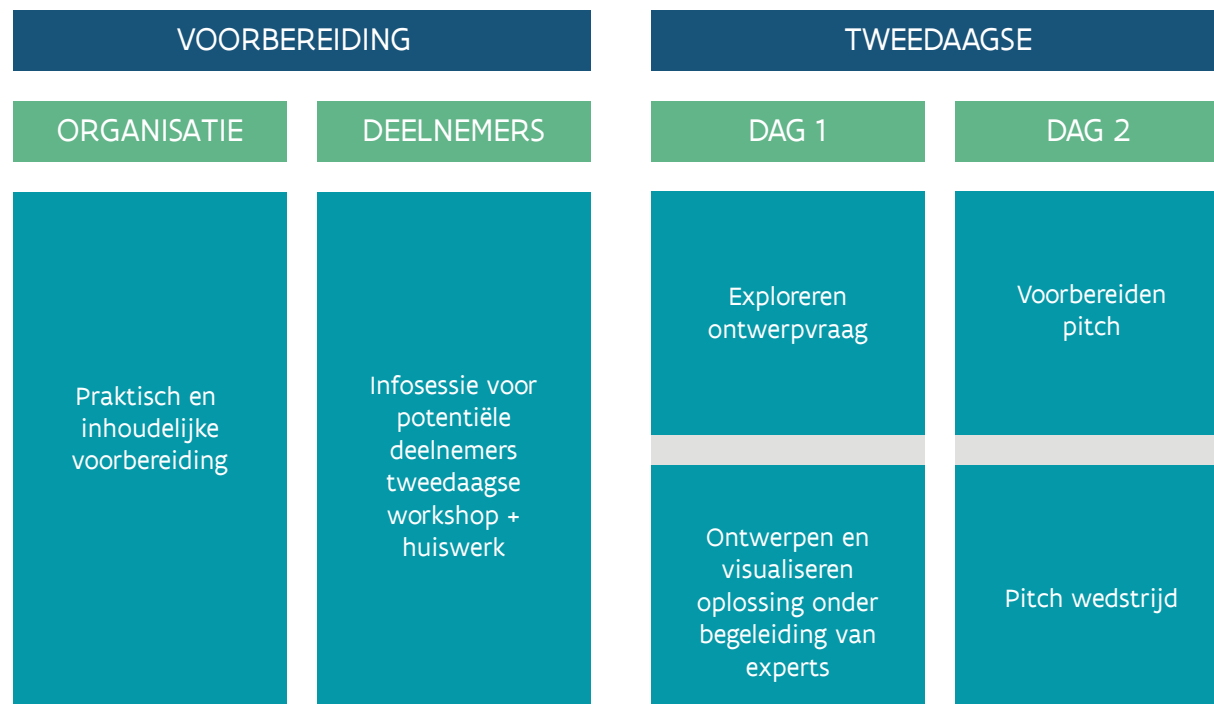 VOORBEREIDING
TWEEDAAGSE
ORGANISATIE
DEELNEMERS
DAG 1
DAG 2
Praktisch en
inhoudelijke
voorbereiding
Infosessie voor
potentiële
deelnemers
tweedaagse
workshop +
huiswerk
Exploreren
ontwerpvraag
Ontwerpen en
visualiseren
oplossing onder
begeleiding van
experts
Voorbereiden
pitch
Pitch wedstrijd